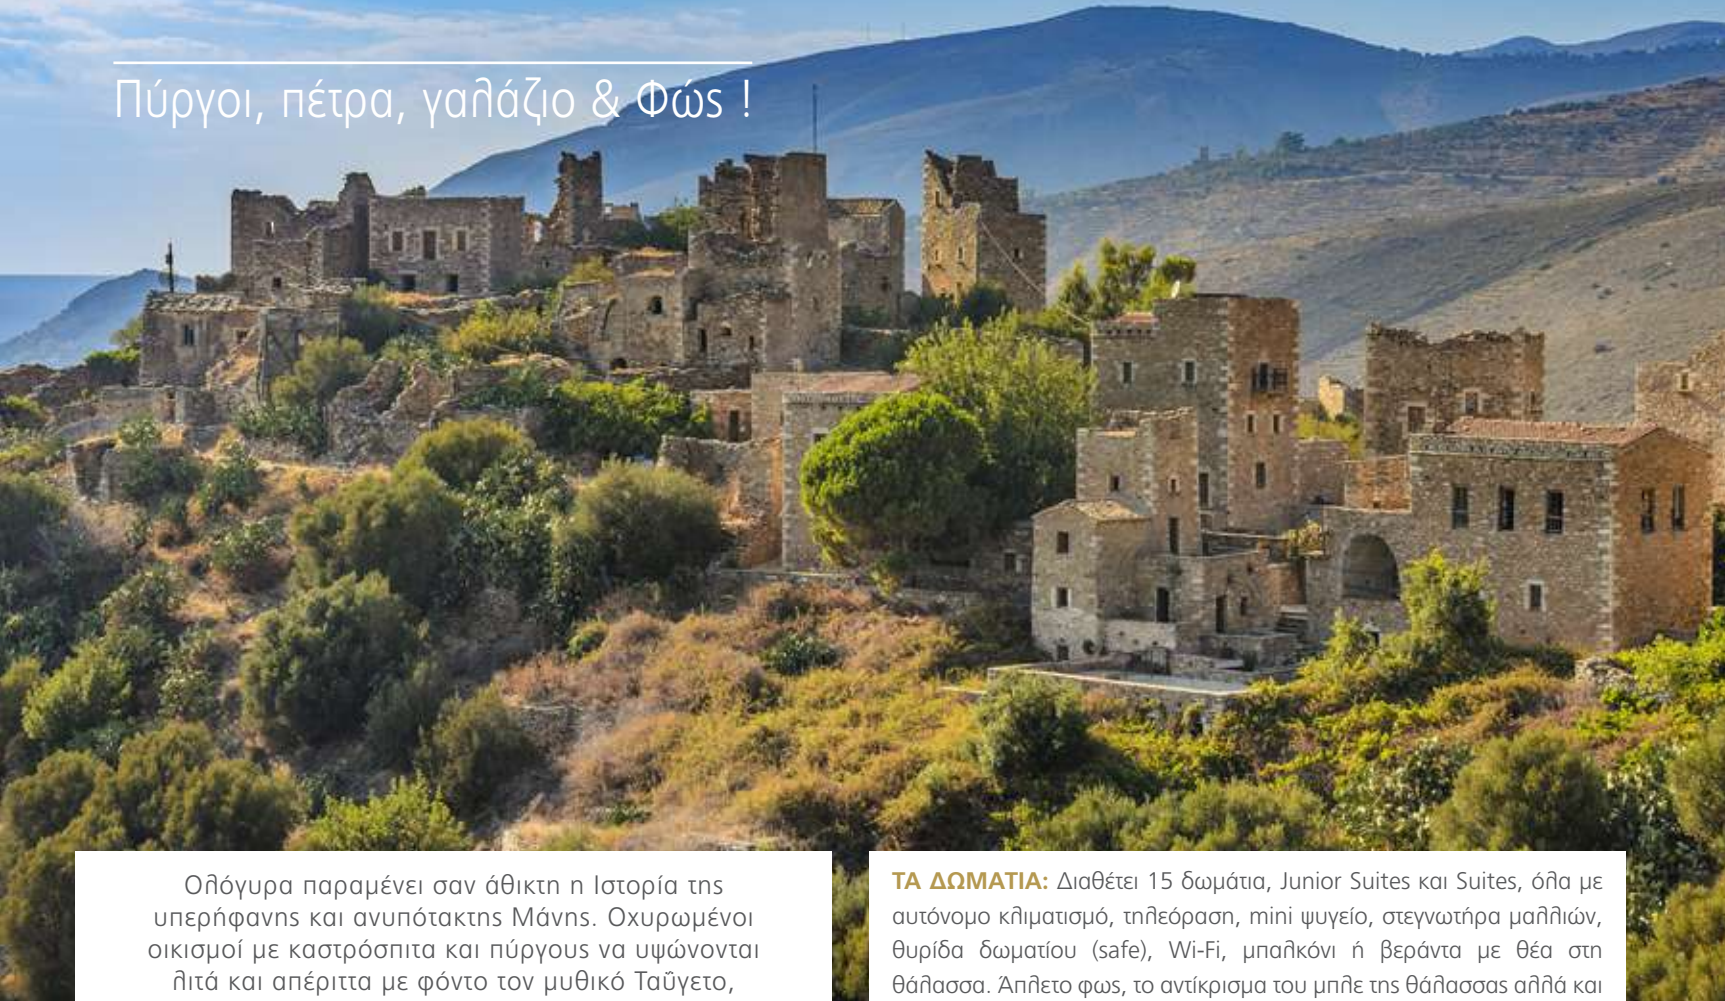 Πύργοι, πέτρα, γαλάζιο & Φώς !
Ολόγυρα παραμένει σαν άθικτη η Ιστορία της
υπερήφανης και ανυπότακτης Μάνης. Οχυρωμένοι
οικισμοί με καστρόσπιτα και πύργους να υψώνονται
λιτά και απέριττα με φόντο τον μυθικό Ταΰγετο,
ΤΑ ΔΩΜΑΤΙΑ: Διαθέτει 15 δωμάτια, Junior Suites και Suites, όλα με
αυτόνομο κλιματισμό, τηλεόραση, mini ψυγείο, στεγνωτήρα μαλλιών,
θυρίδα δωματίου (safe), Wi-Fi, μπαλκόνι ή βεράντα με θέα στη
θάλασσα. Άπλετο φως, το αντίκρισμα του μπλε της θάλασσας αλλά και